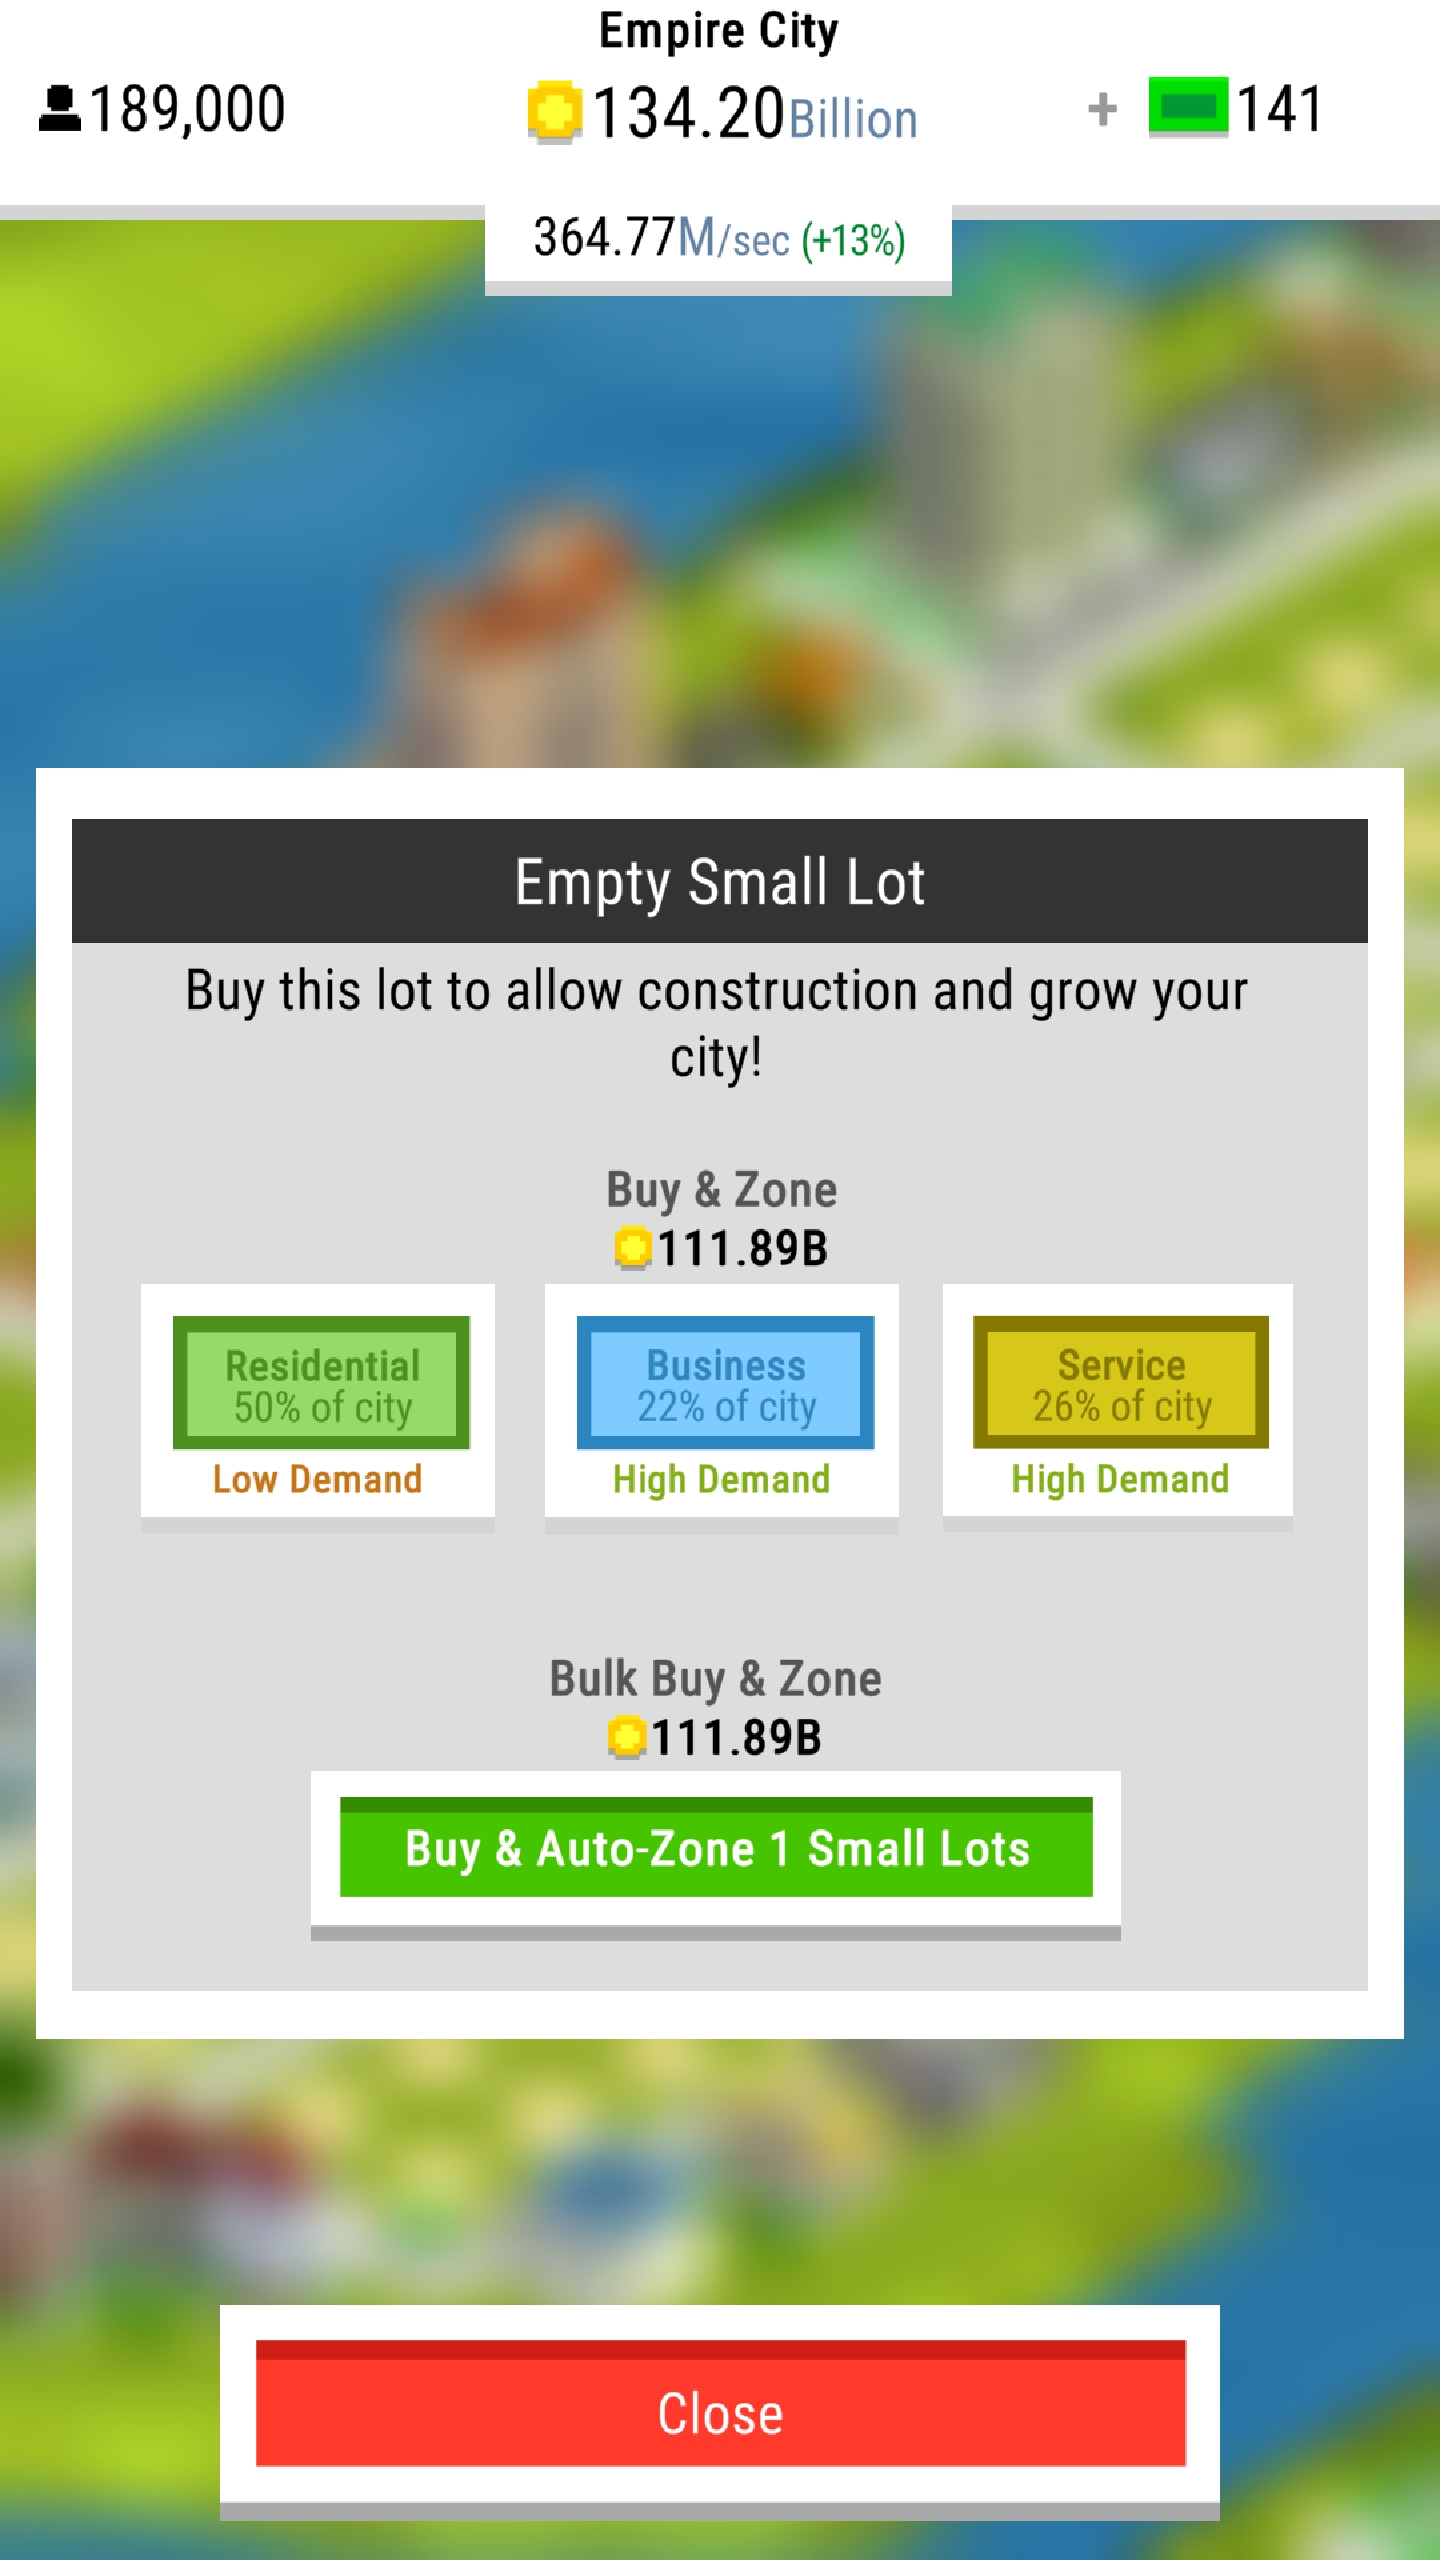 Empire City
189,000
134.20Billion
+ 141
364.77M/sec (+13%)
Empty Small Lot
Buy this lot to allow construction and grow your
city!
Buy & Zone
111.89B
Residential
50% of city
Low Demand
Business
22% of city
High Demand
Service
26% of city
High Demand
Bulk Buy & Zone
111.89B
Buy & Auto-Zone 1 Small Lots
Close